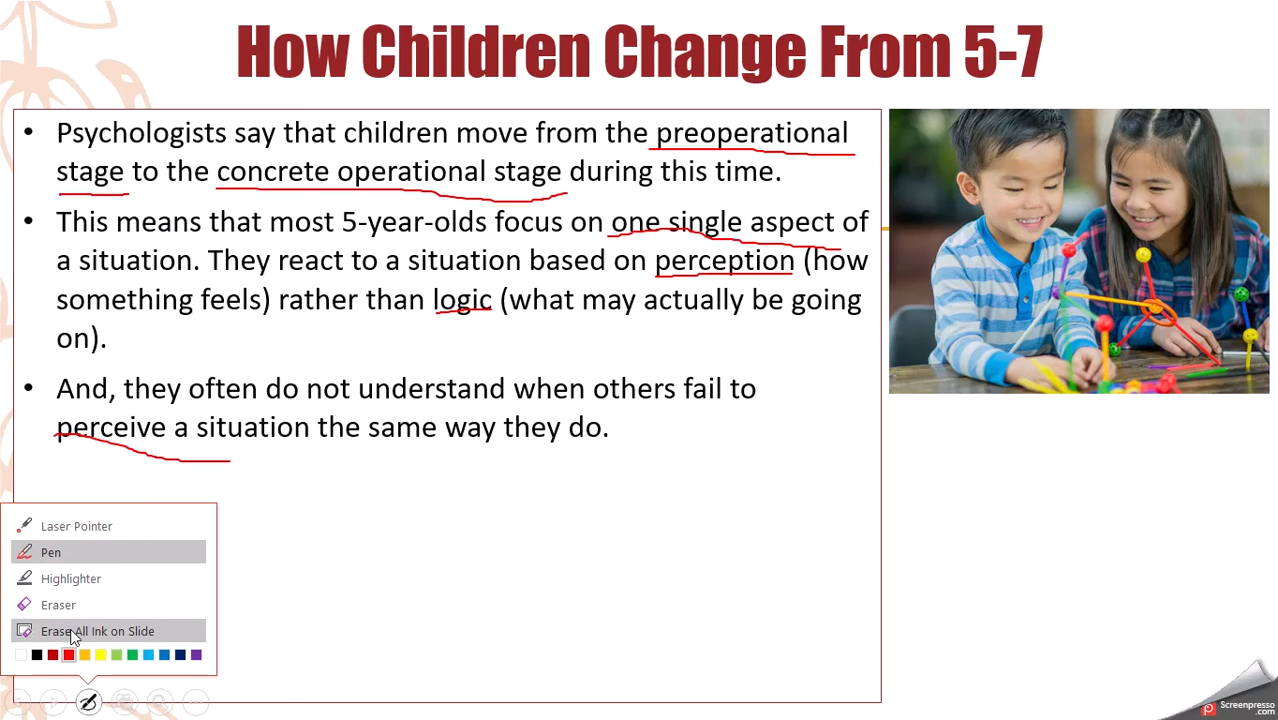 How Children Change From 5-7
• Psychologists say that children move from the preoperational
stage to the concrete operational stage during this time.
• This means that most 5-year-olds focus on one single aspect of
a situation. They react to a situation based on perception (how
something feels) rather than logic (what may actually be going
on).
• And, they often do not understand when others fail to
perceive a situation the same way they do.
Laser Pointer
Pen
Highlighter
Eraser
Erase All Ink on Slide
Screenpresso
.com